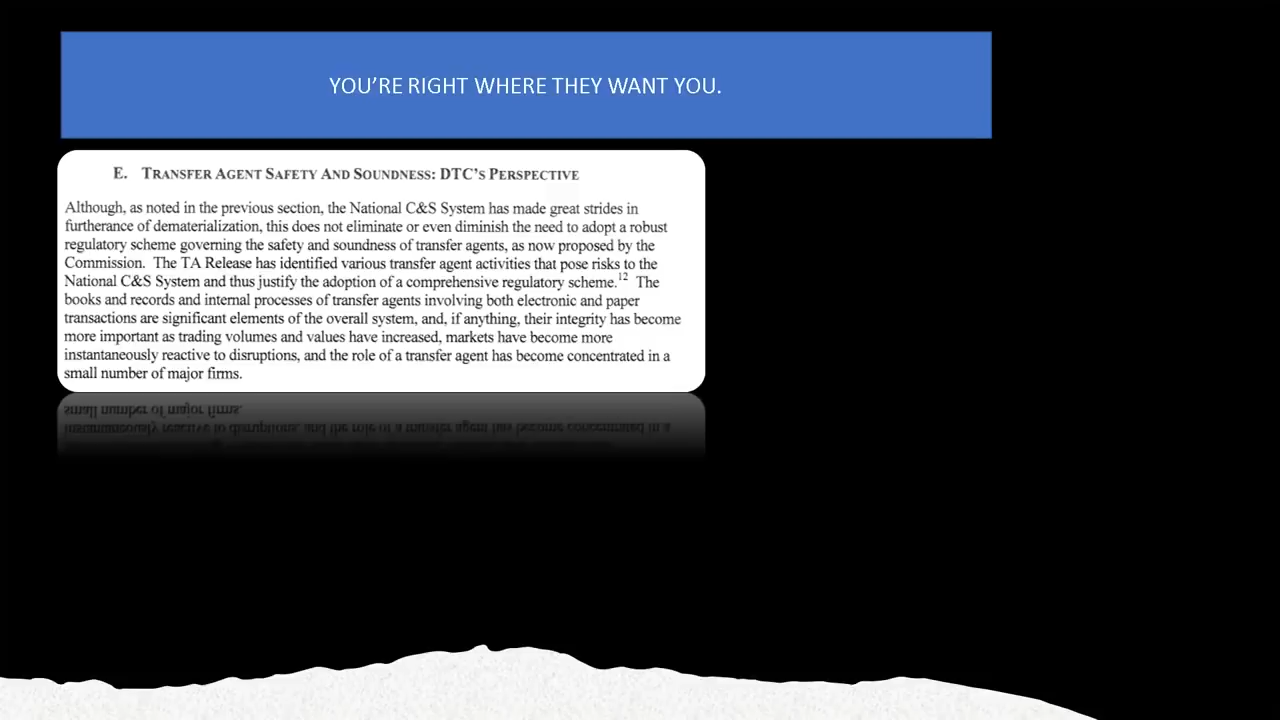 YOU'RE RIGHT WHERE THEY WANT YOU.
E. TRANSFER AGENT SAFETY AND SOUNDNESS: DTC'S PERSPECTIVE
Although, as noted in the previous section, the National C&S System has made great strides in
furtherance of dematerialization, this does not eliminate or even diminish the need to adopt a robust
regulatory scheme governing the safety and soundness of transfer agents, as now proposed by the
Commission. The TA Release has identified various transfer agent activities that pose risks to the
National C&S System and thus justify the adoption of a comprehensive regulatory scheme.12 The
books and records and internal processes of transfer agents involving both electronic and paper
transactions are significant elements of the overall system, and, if anything, their integrity has become
more important as trading volumes and values have increased, markets have become more
instantaneously reactive to disruptions, and the role of a transfer agent has become concentrated in a
small number of major firms.